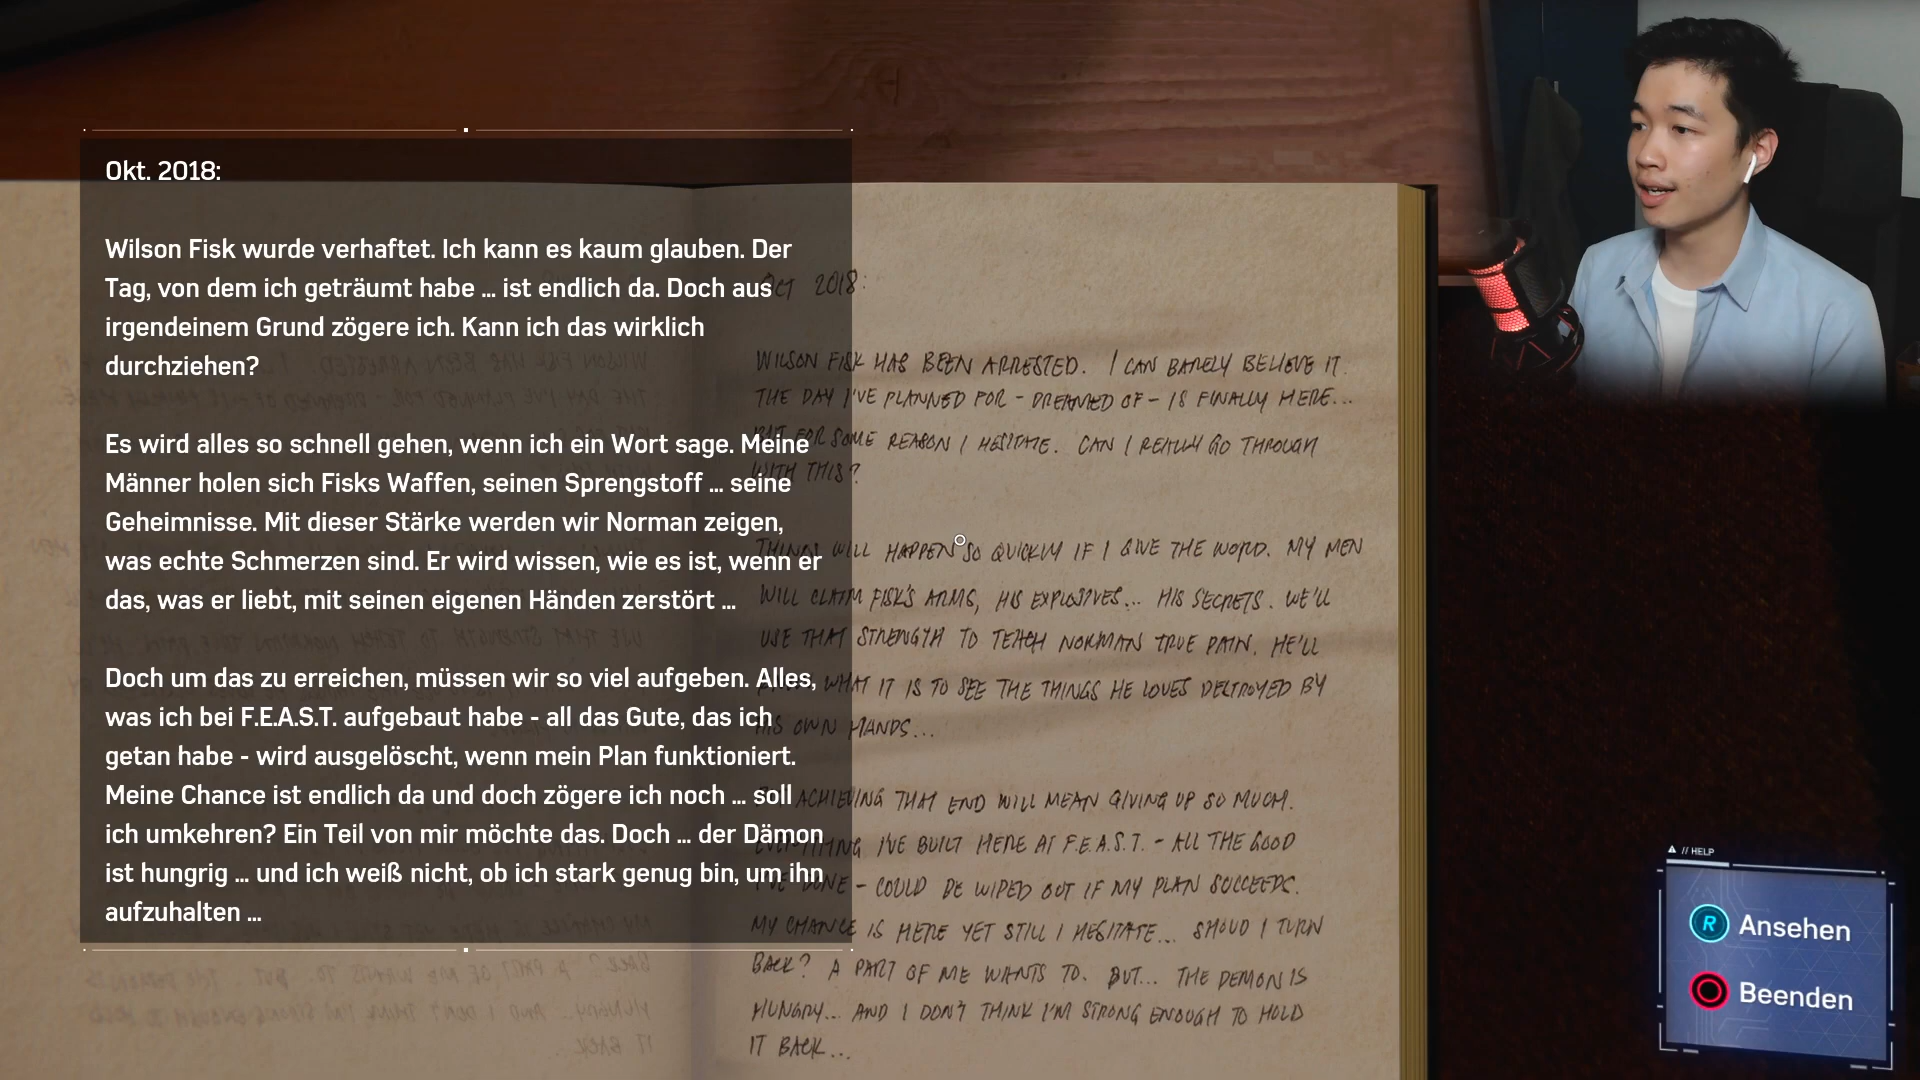 Okt. 2018:
Wilson Fisk wurde verhaftet. Ich kann es kaum glauben. Der
Tag, von dem ich geträumt habe ... ist endlich da. Doch aus
irgendeinem Grund zögere ich. Kann ich das wirklich
durchziehen?
Es wird alles so schnell gehen, wenn ich ein Wort sage. Meine
Männer holen sich Fisks Waffen, seinen Sprengstoff ... seine
Geheimnisse. Mit dieser Stärke werden wir Norman zeigen,
was echte Schmerzen sind. Er wird wissen, wie es ist, wenn er
das, was er liebt, mit seinen eigenen Händen zerstört ...
Doch um das zu erreichen, müssen wir so viel aufgeben. Alles,
was ich bei F.E.A.S.T. aufgebaut habe - all das Gute, das ich
getan habe - wird ausgelöscht, wenn mein Plan funktioniert.
Meine Chance ist endlich da und doch zögere ich noch ... soll
ich umkehren? Ein Teil von mir möchte das. Doch ... der Dämon
ist hungrig ... und ich weiß nicht, ob ich stark genug bin, um ihn
aufzuhalten ...
OCT 2018:
WILSON FISK HAS BEEN ARRESTED. I CAN BARELY BELIEVE IT.
THE DAY I'VE PLANNED FOR - DREAMED OF - IS FINALLY HERE...
BUT FOR SOME REASON I HESITATE. CAN I REALLY GO THROUGH
WITH THIS?
THINGS WILL HAPPEN SO QUICKLY IF I GIVE THE WORD. MY MEN
WILL CLAIM FISK'S ARMS, HIS EXPLOSIVES... HIS SECRETS. WE'LL
USE THAT STRENGTH TO TEACH NORMAN TRUE PAIN. HE'LL
WHAT IT IS TO SEE THE THINGS HE LOVES DESTROYED BY
HIS OWN HANDS...
ACHIEVING THAT END WILL MEAN GIVING UP SO MUCH.
EVERYTHING I'VE BUILT HERE AT F.E.A.S.T. - ALL THE GOOD
I'VE DONE - COULD BE WIPED OUT IF MY PLAN SUCCEEDS.
MY CHANCE IS HERE YET STILL I HESITATE... SHOUD I TURN
BACK? A PART OF ME WANTS TO. BUT... THE DEMON IS
HUNGRY... AND I DON'T THINK I'M STRONG ENOUGH TO HOLD
IT BACK...
// HELP
R Ansehen
Beenden